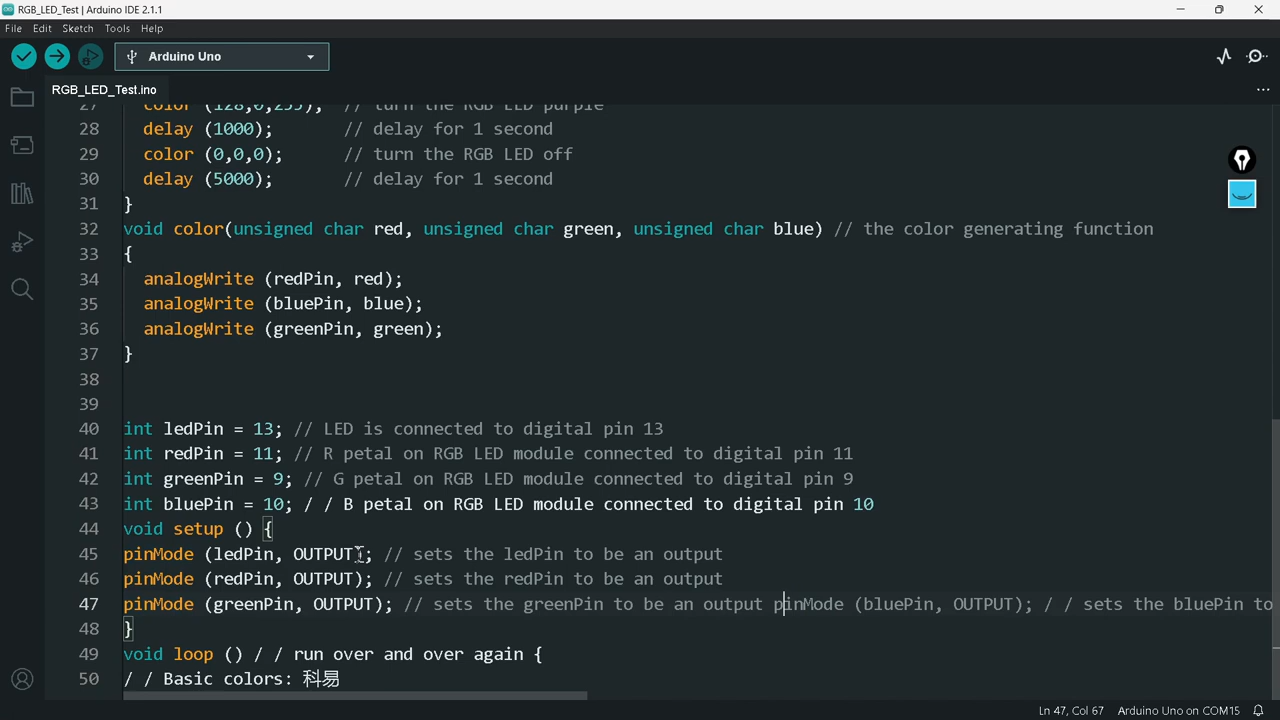 RGB_LED_Test | Arduino IDE 2.1.1
File Edit Sketch Tools Help
Arduino Uno
RGB_LED_Test.ino
27 color (128,0,255); // turn the RGB LED purple
28 delay (1000); // delay for 1 second
29 color (0,0,0); // turn the RGB LED off
30 delay (5000); // delay for 1 second
31 }
32 void color(unsigned char red, unsigned char green, unsigned char blue) // the color generating function
33 {
34 analogWrite (redPin, red);
35 analogWrite (bluePin, blue);
36 analogWrite (greenPin, green);
37 }
38
39
40 int ledPin = 13; // LED is connected to digital pin 13
41 int redPin = 11; // R petal on RGB LED module connected to digital pin 11
42 int greenPin = 9; // G petal on RGB LED module connected to digital pin 9
43 int bluePin = 10; / / B petal on RGB LED module connected to digital pin 10
44 void setup () {
45 pinMode (ledPin, OUTPUT); // sets the ledPin to be an output
46 pinMode (redPin, OUTPUT); // sets the redPin to be an output
47 pinMode (greenPin, OUTPUT); // sets the greenPin to be an output pinMode (bluePin, OUTPUT); / / sets the bluePin to
48 }
49 void loop () / / run over and over again {
50 / / Basic colors: 科易
Ln 47, Col 67 Arduino Uno on COM15